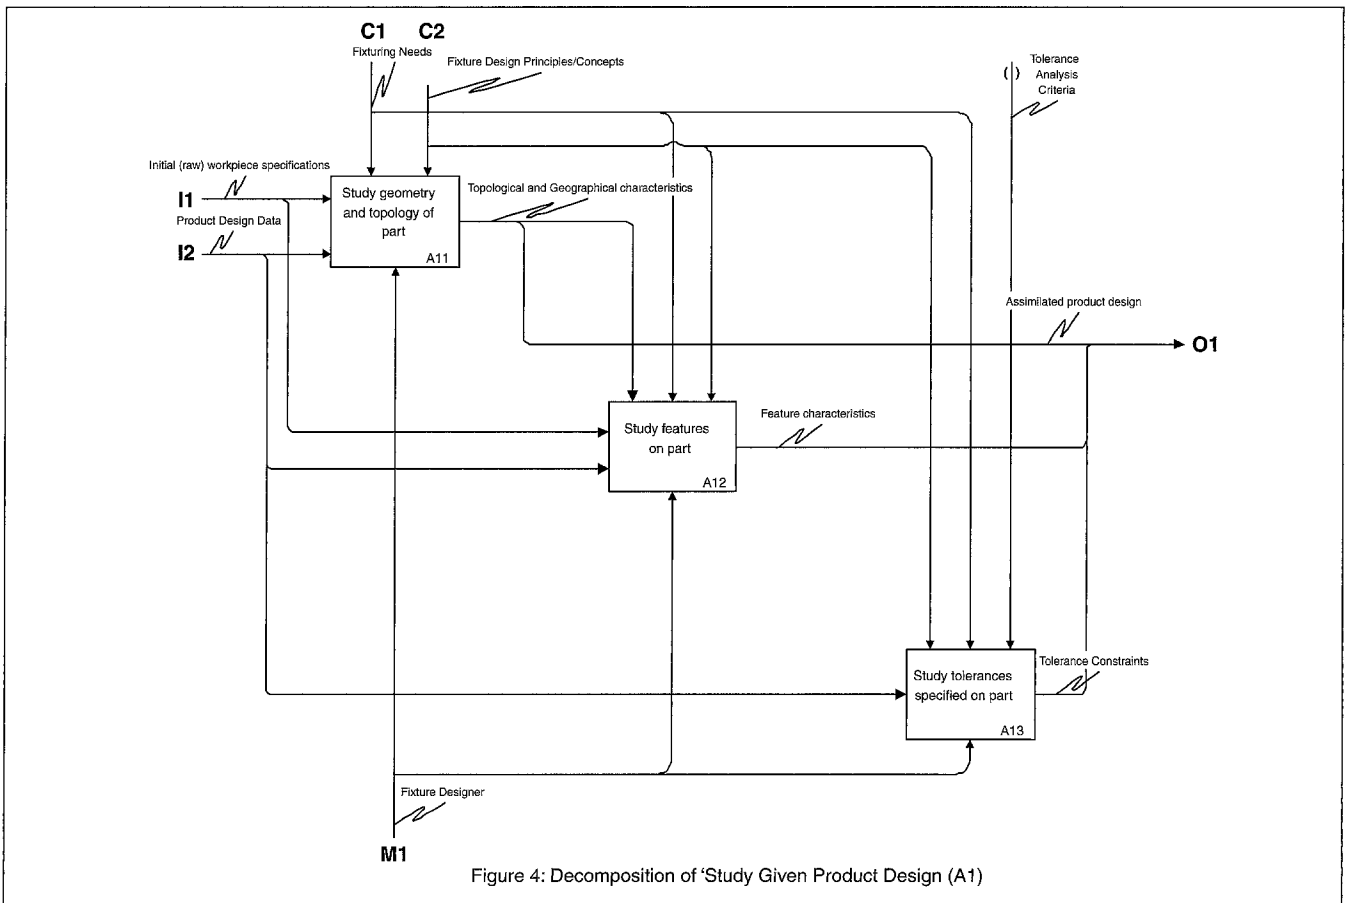 C1 C2
Fixturing Needs
Fixture Design Principles/Concepts
( )
Tolerance
Analysis
Criteria
Initial (raw) workpiece specifications
I1
Product Design Data
I2
Study geometry
and topology of
part
A11
Topological and Geographical characteristics
Assimilated product design
O1
Study features
on part
A12
Feature characteristics
Study tolerances
specified on part
A13
Tolerance Constraints
Fixture Designer
M1
Figure 4: Decomposition of ‘Study Given Product Design (A1)